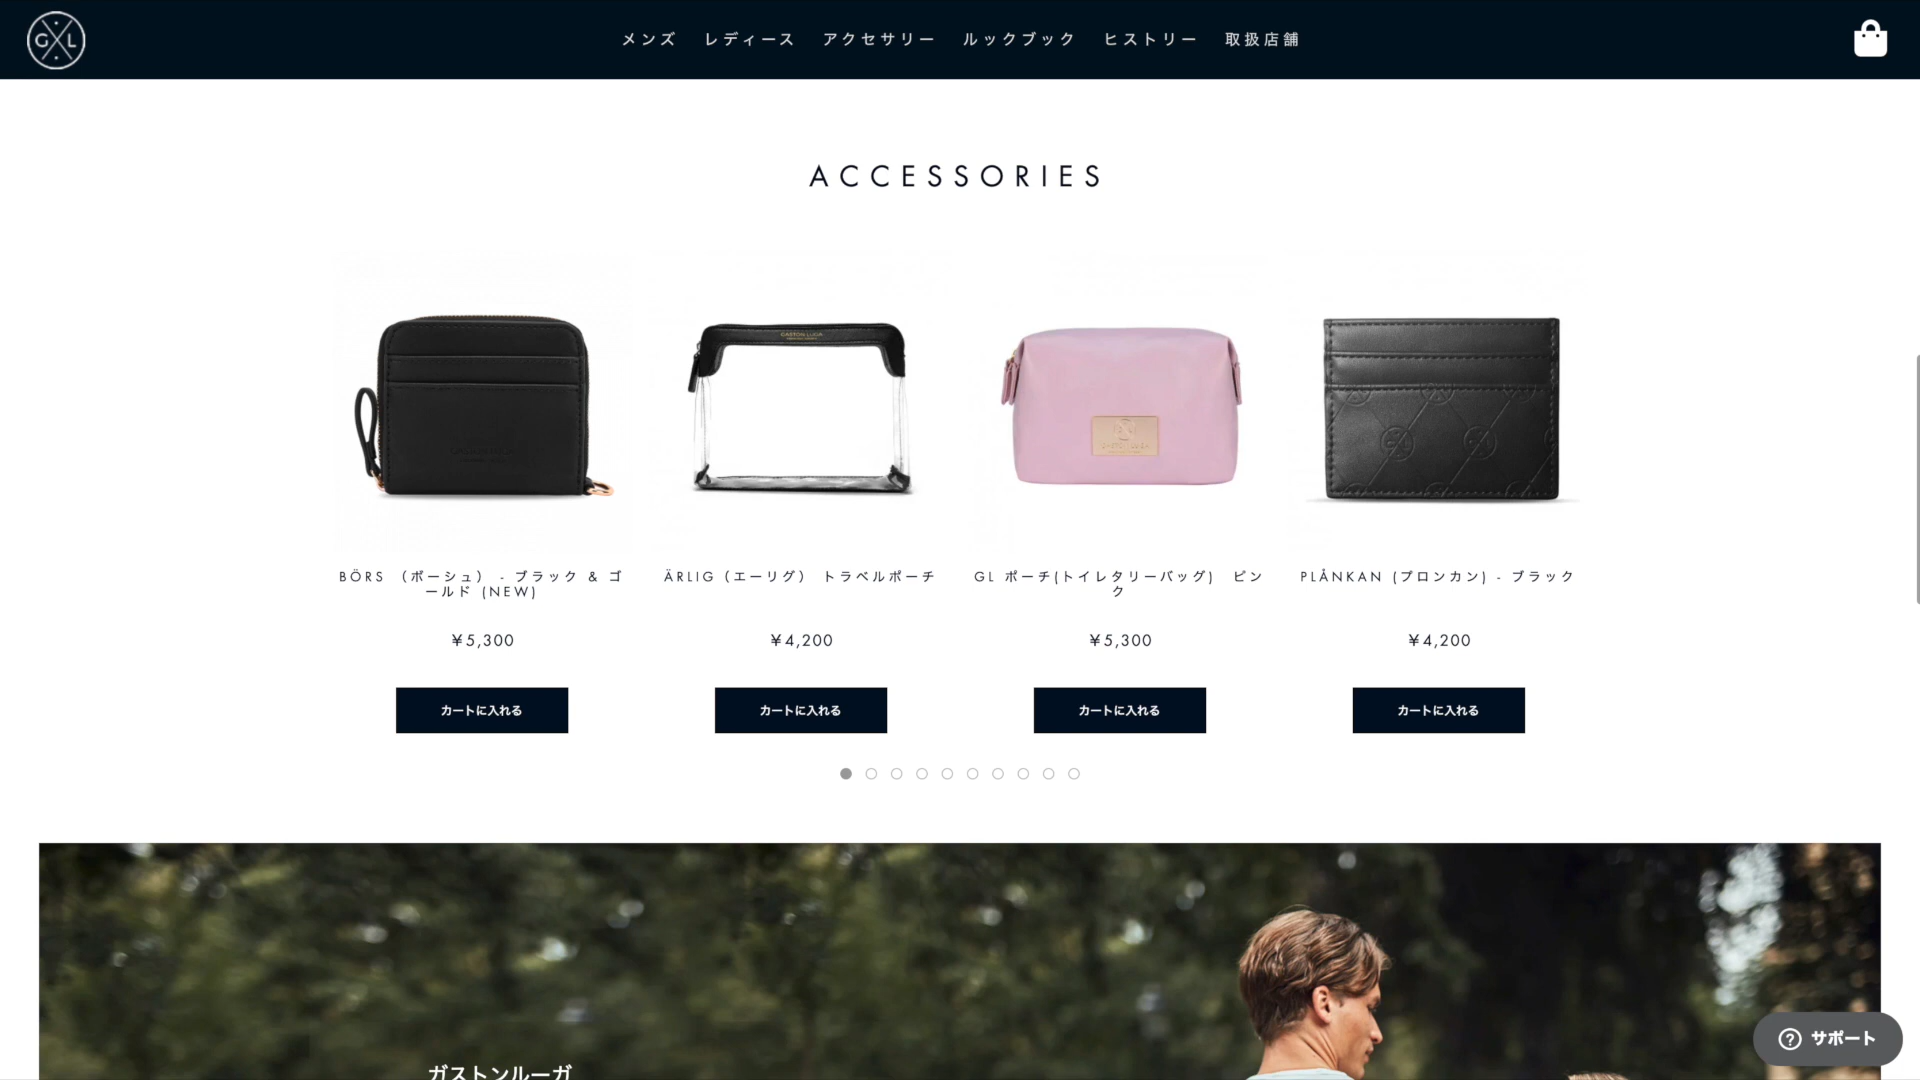 GL
メンズ レディース アクセサリー ルックブック ヒストリー 取扱店舗
ACCESSORIES
GASTON LUGA
BÖRS （ボーシュ） - ブラック & ゴ
ールド (NEW)
¥5,300
カートに入れる
ÄRLIG（エーリグ） トラベルポーチ
¥4,200
カートに入れる
GL ポーチ(トイレタリーバッグ) ピン
ク
¥5,300
カートに入れる
PLÅNKAN (プロンカン) - ブラック
¥4,200
カートに入れる
ガストンルーガ
サポート